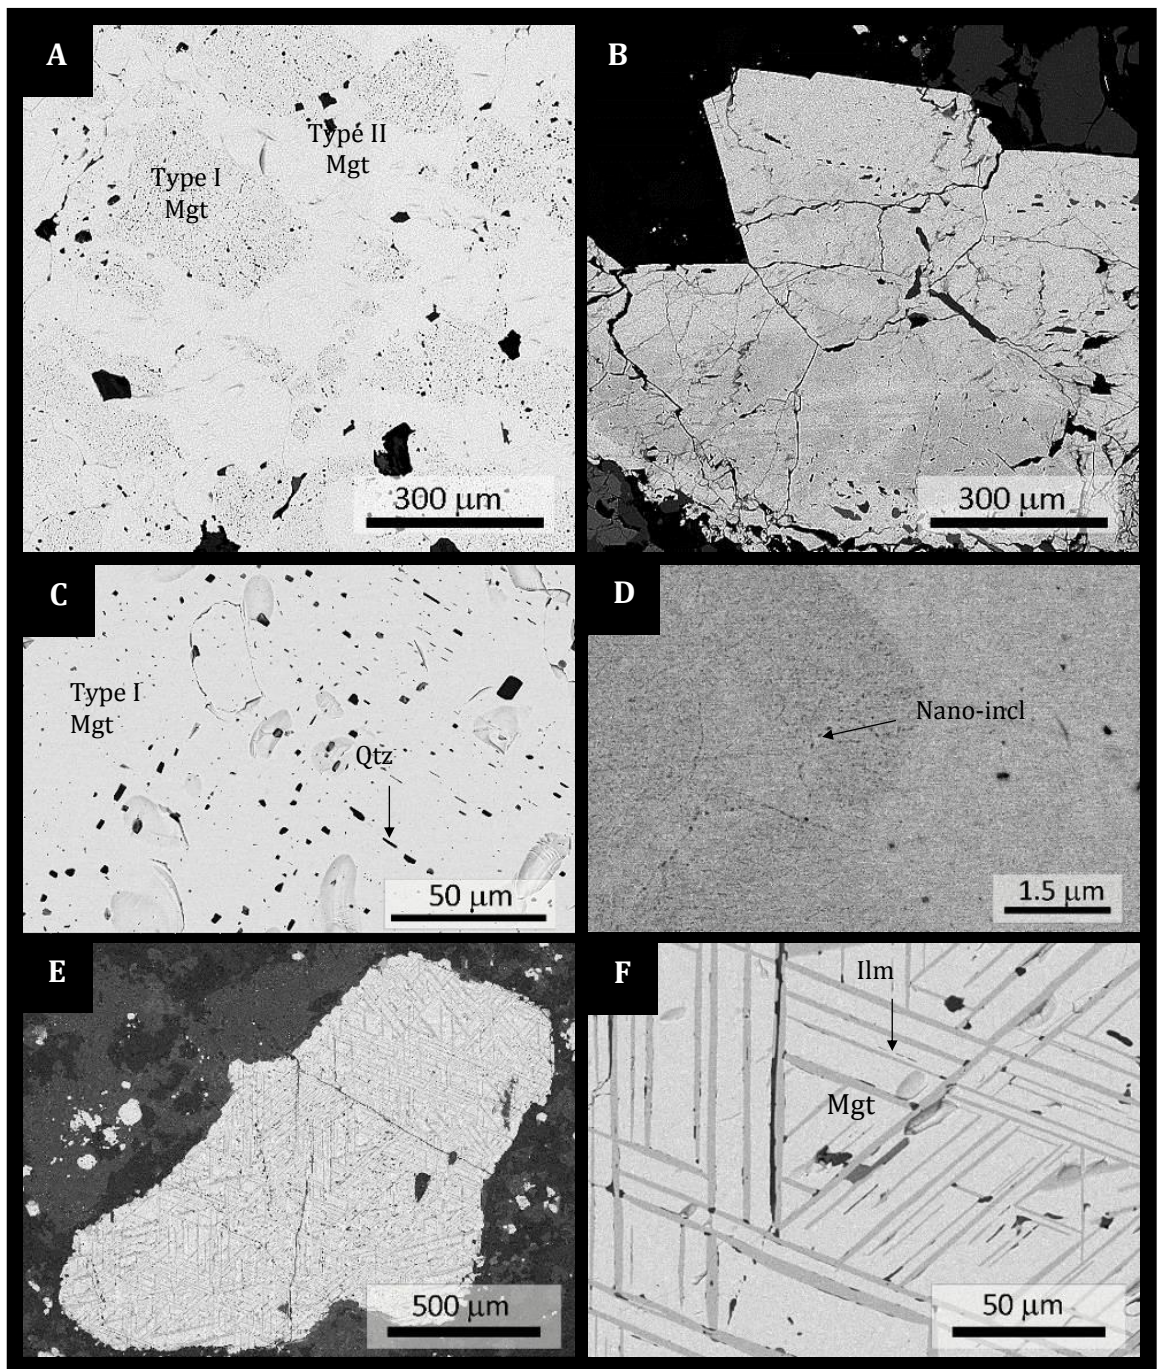 A
B
Type II
Mgt
Type I
Mgt
300 μm
300 μm
C
D
Type I
Mgt
Nano-incl
Qtz
50 μm
1.5 μm
E
F
Ilm
Mgt
500 μm
50 μm